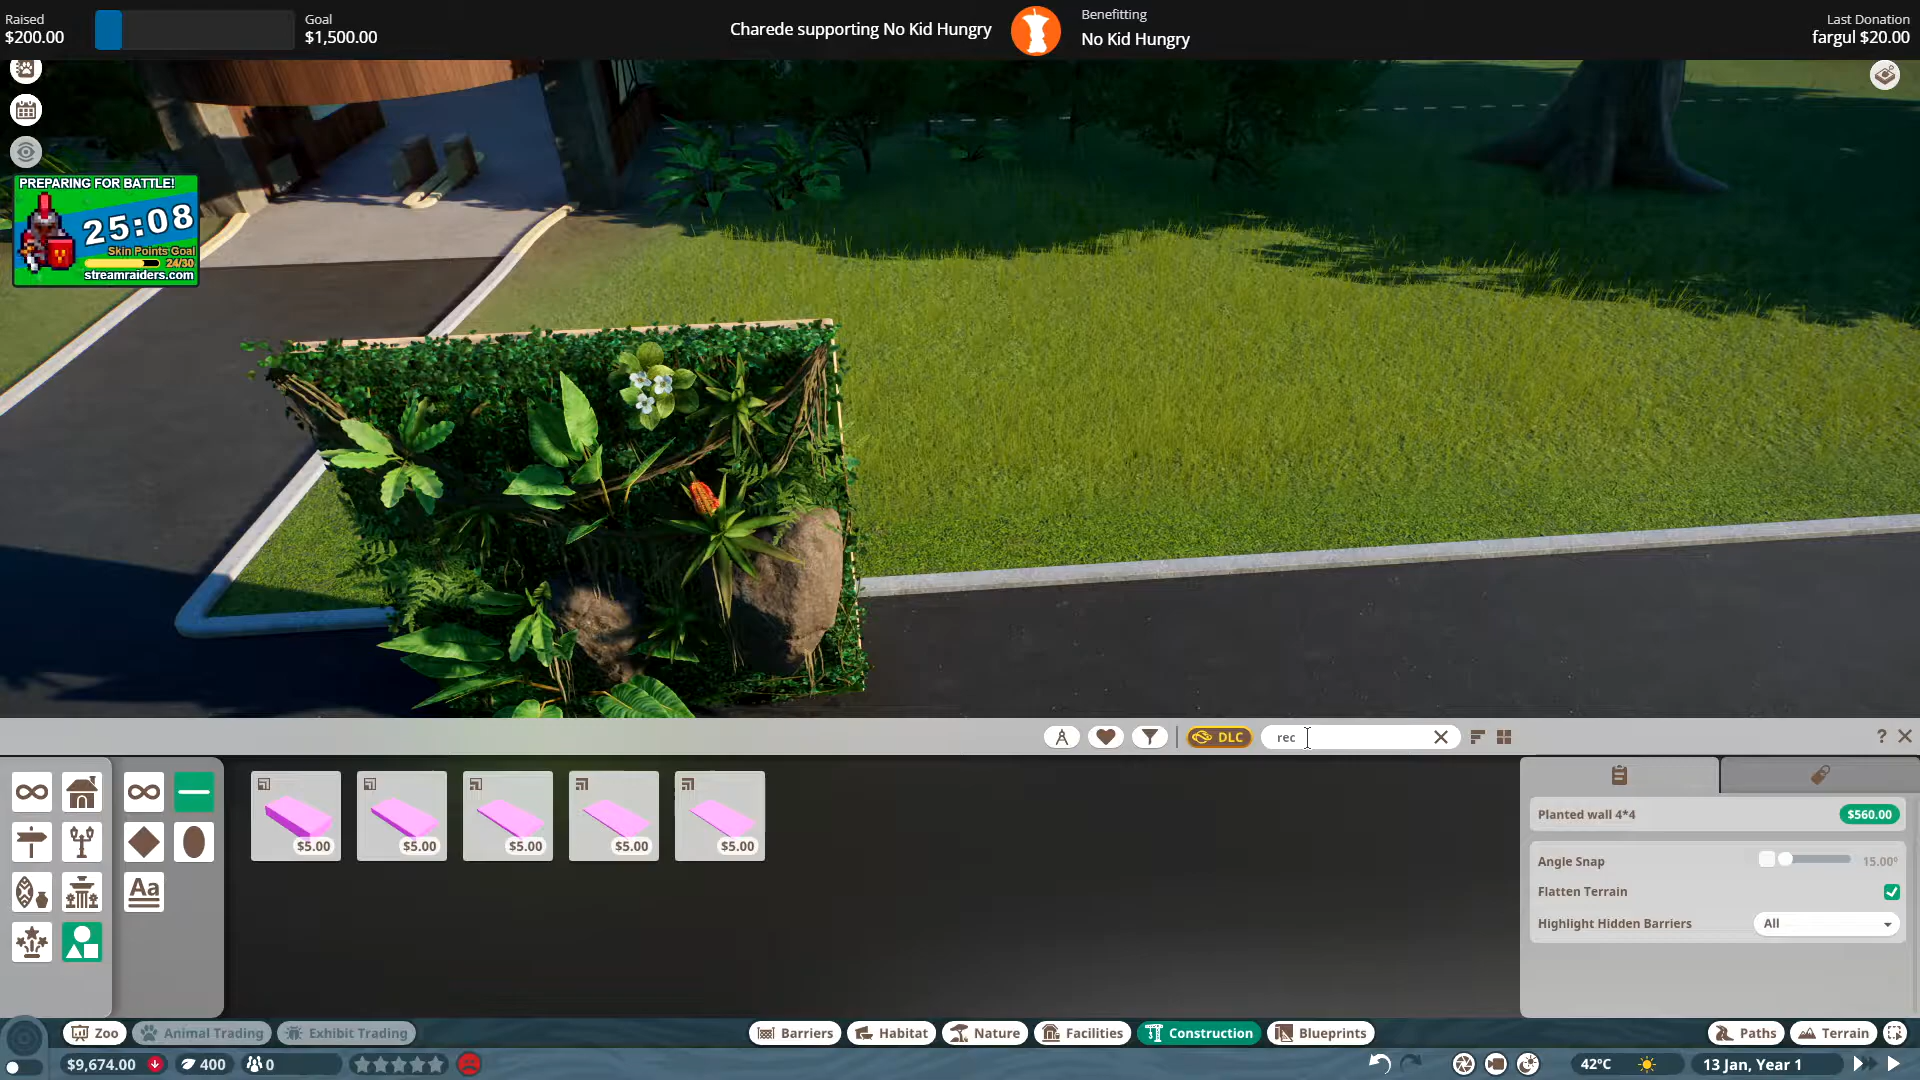 Raised
$200.00
Goal
$1,500.00
Charede supporting No Kid Hungry
Benefitting
No Kid Hungry
Last Donation
fargul $20.00
PREPARING FOR BATTLE!
25:08
Skin Points Goal
24/30
streamraiders.com
DLC
rec
?
$5.00
$5.00
$5.00
$5.00
$5.00
Aa
Planted wall 4*4
$560.00
Angle Snap
15.00°
Flatten Terrain
Highlight Hidden Barriers
All
Zoo
Animal Trading
Exhibit Trading
Barriers
Habitat
Nature
Facilities
Construction
Blueprints
Paths
Terrain
$9,674.00
400
0
42°C
13 Jan, Year 1